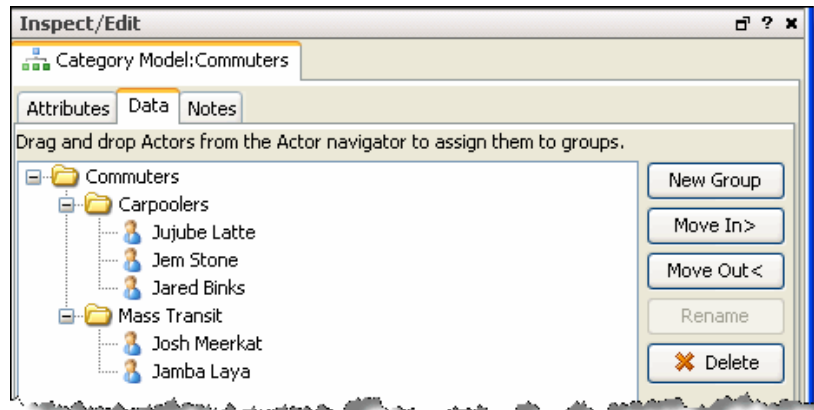 Inspect/Edit ?
Category Model:Commuters
Attributes Data Notes
Drag and drop Actors from the Actor navigator to assign them to groups.
Commuters
Carpoolers
Jujube Latte
Jem Stone
Jared Binks
Mass Transit
Josh Meerkat
Jamba Laya
New Group
Move In>
Move Out<
Rename
Delete